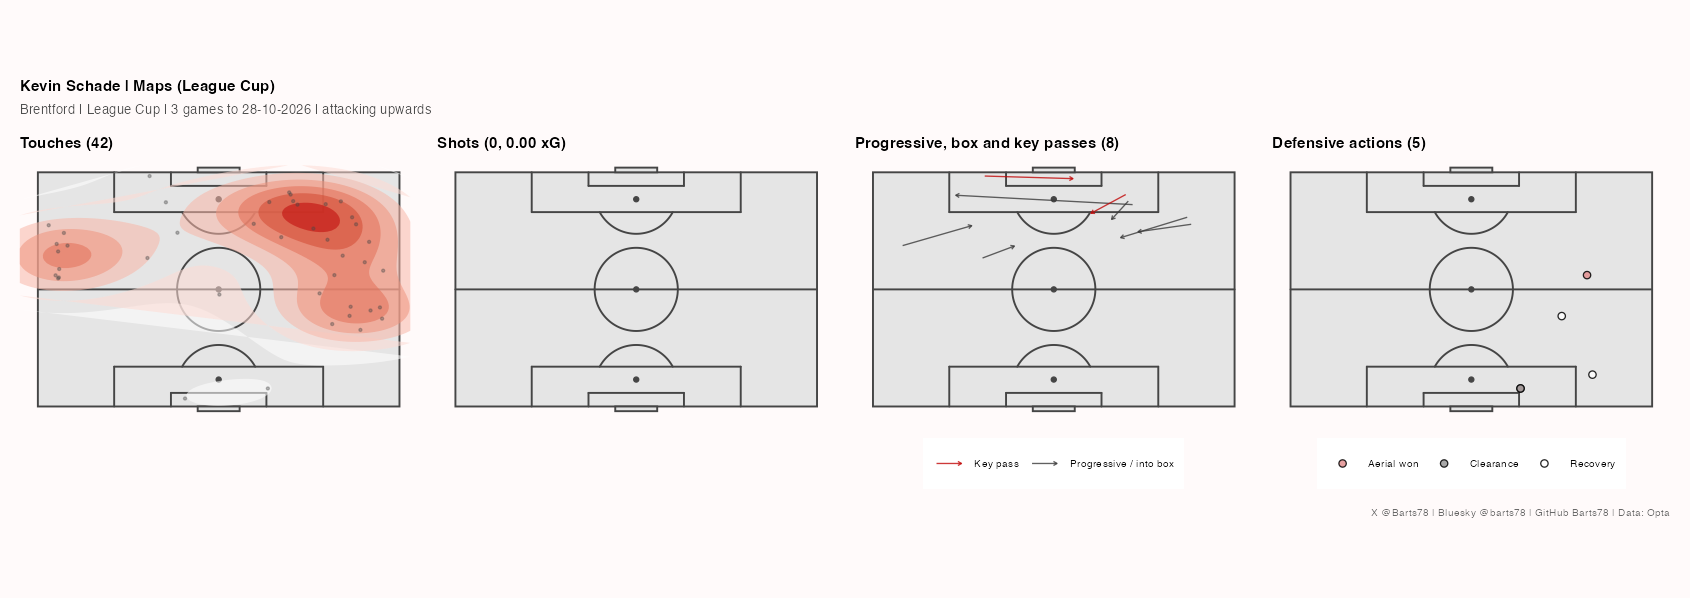 Kevin Schade | Maps (League Cup)
Brentford | League Cup | 3 games to 28-10-2026 | attacking upwards
Touches (42)
Shots (0, 0.00 xG)
Progressive, box and key passes (8)
Defensive actions (5)
Key pass
Progressive / into box
Aerial won
Clearance
Recovery
X @Barts78 | Bluesky @barts78 | GitHub Barts78 | Data: Opta